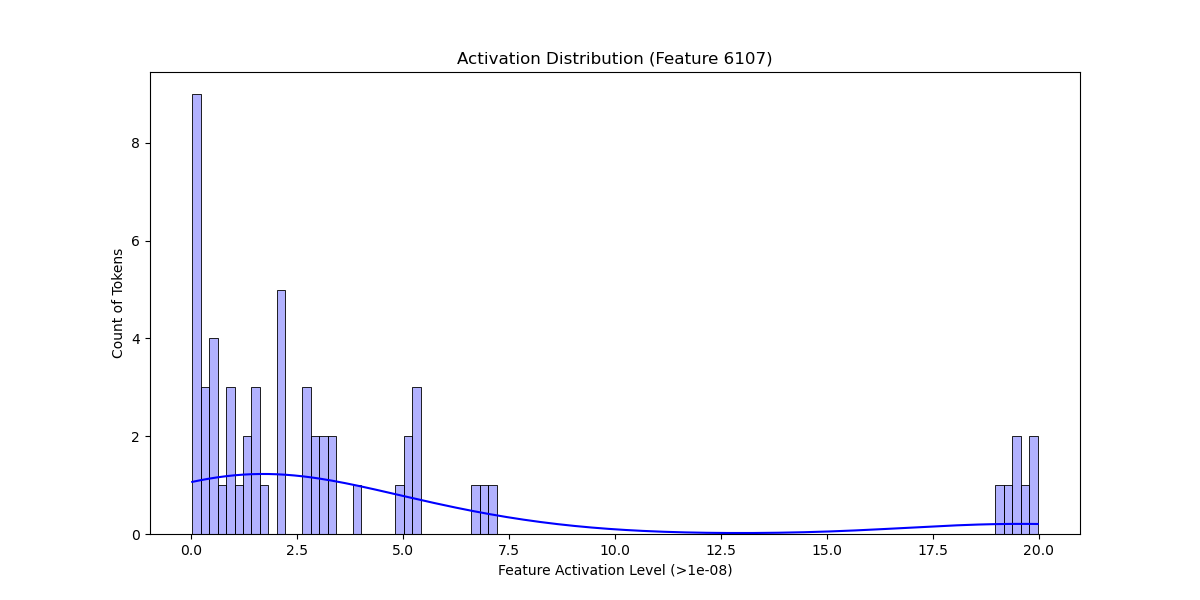 Activation Distribution (Feature 6107)
8
6
4
2
0
Count of Tokens
0.0 2.5 5.0 7.5 10.0 12.5 15.0 17.5 20.0
Feature Activation Level (>1e-08)